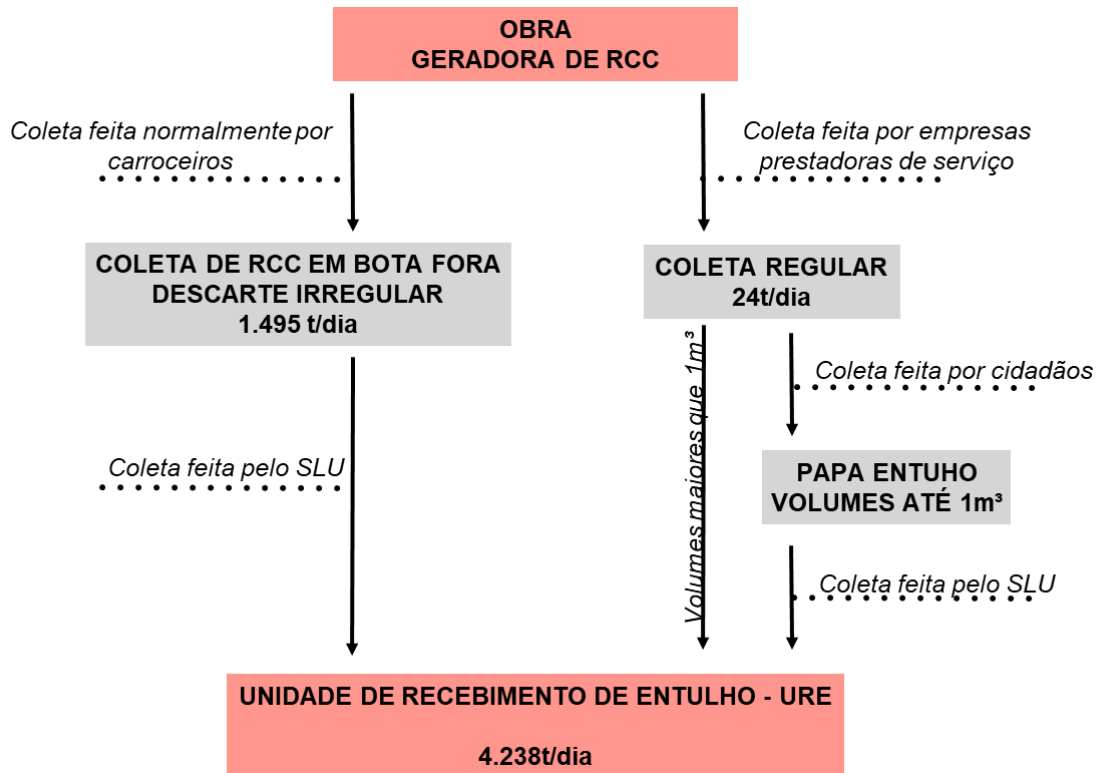 OBRA
GERADORA DE RCC
Coleta feita normalmente por
carroceiros
Coleta feita por empresas
prestadoras de serviço
COLETA DE RCC EM BOTA FORA
DESCARTE IRREGULAR
1.495 t/dia
COLETA REGULAR
24t/dia
Volumes maiores que 1m³
Coleta feita por cidadãos
Coleta feita pelo SLU
PAPA ENTUHO
VOLUMES ATÉ 1m³
Coleta feita pelo SLU
UNIDADE DE RECEBIMENTO DE ENTULHO - URE
4.238t/dia